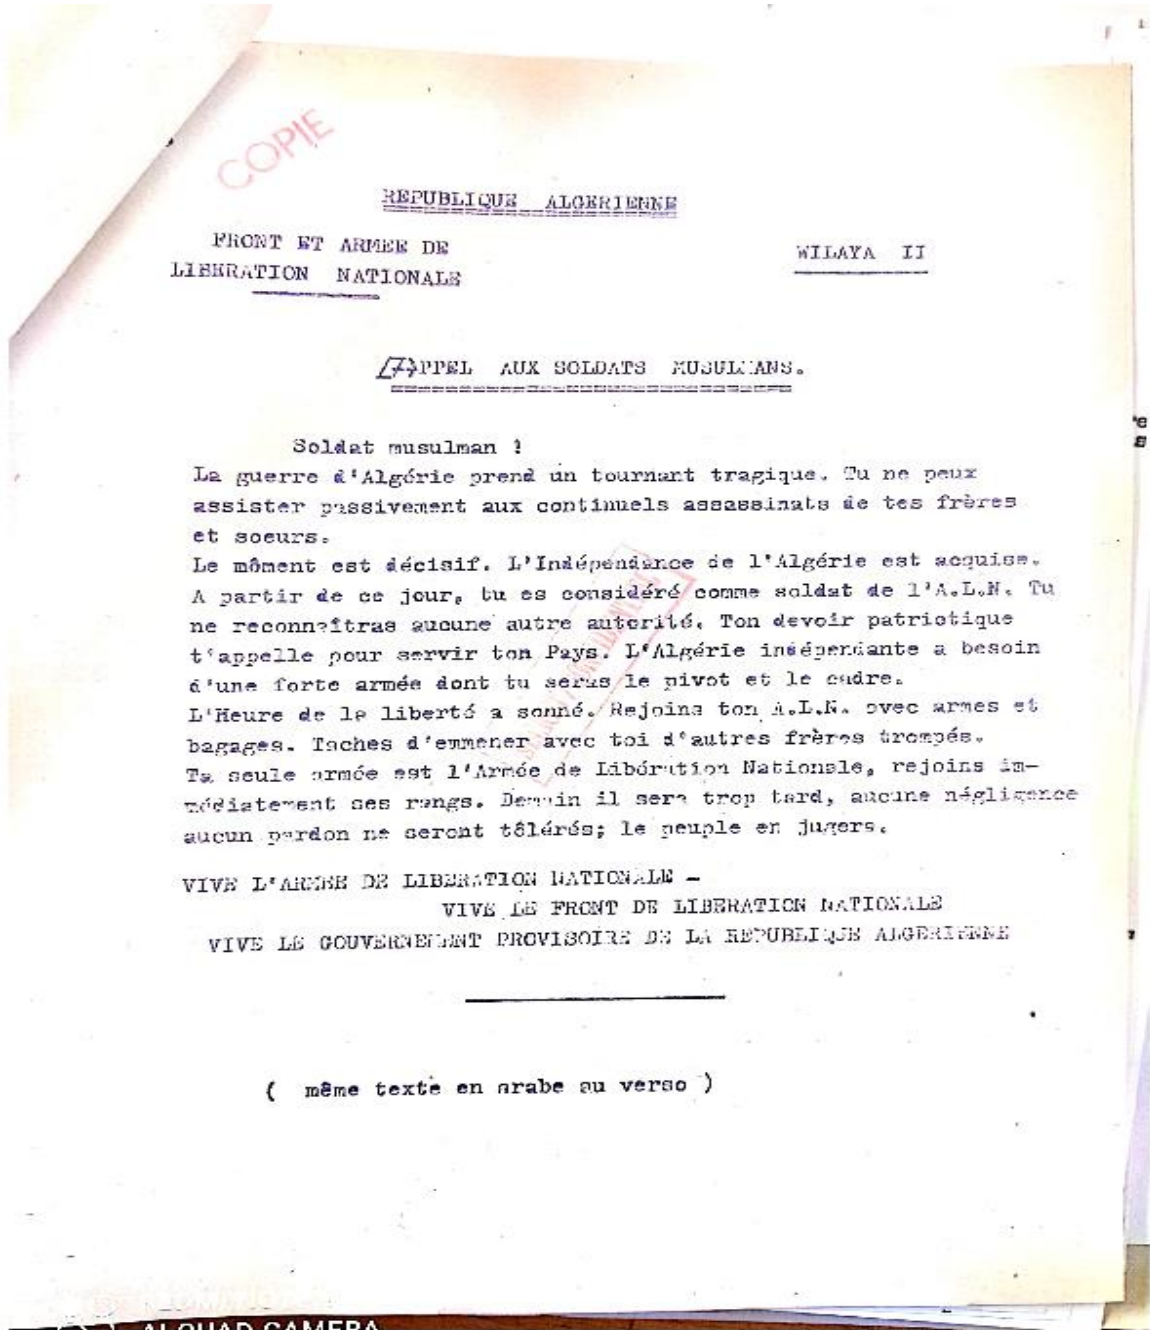 COPIE
REPUBLIQUE ALGERIENNE
FRONT ET ARMEE DE
LIBERATION NATIONALE
WILAYA II
APPEL AUX SOLDATS MUSULMANS.
Soldat musulman !
La guerre d'Algérie prend un tournant tragique. Tu ne peux
assister passivement aux continuels assassinats de tes frères
et soeurs.
Le môment est décisif. L'Indépendance de l'Algérie est acquise.
A partir de ce jour, tu es considéré comme soldat de l'A.L.N. Tu
ne reconnaîtras aucune autre autorité. Ton devoir patriotique
t'appelle pour servir ton Pays. L'Algérie indépendante a besoin
d'une forte armée dont tu seras le pivot et le cadre.
L'Heure de la liberté a sonné. Rejoins ton A.L.N. avec armes et
bagages. Taches d'emmener avec toi d'autres frères trompés.
Ta seule armée est l'Armée de Libération Nationale, rejoins im-
médiatement ses rangs. Demain il sera trop tard, aucune négligence
aucun pardon ne seront tôlérés; le peuple en jugera.
VIVE L'ARMEE DE LIBERATION NATIONALE -
VIVE LE FRONT DE LIBERATION NATIONALE
VIVE LE GOUVERNEMENT PROVISOIRE DE LA REPUBLIQUE ALGERIENNE
( même texte en arabe au verso )